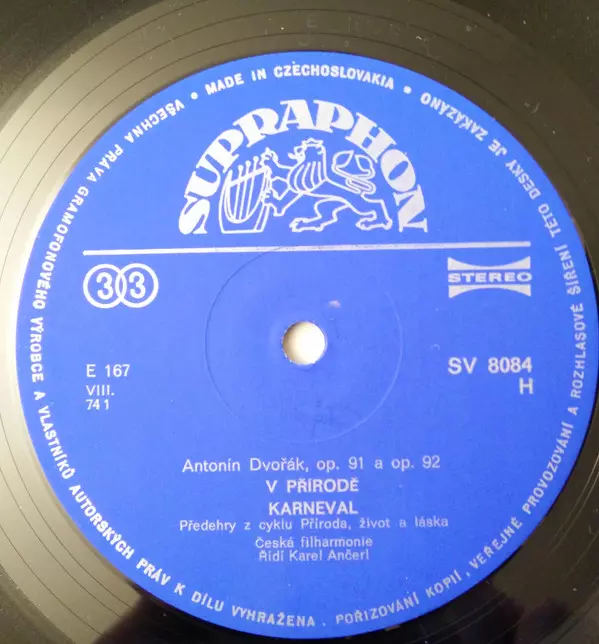 VŠECHNA PRÁVA GRAMOFONOVÉHO VÝROBCE A VLASTNÍKŮ AUTORSKÝCH PRÁV K DÍLU VYHRAŽENA. POŘIZOVÁNÍ KOPIÍ, VEŘEJNÉ PROVOZOVÁNÍ A ROZHLASOVÉ ŠÍŘENÍ TÉTO DESKY JE ZAKÁZÁNO
• MADE IN CZECHOSLOVAKIA •
SUPRAPHON
33
STEREO
E 167
VIII.
741
SV 8084
H
Antonín Dvořák, op. 91 a op. 92
V PŘÍRODĚ
KARNEVAL
Předehry z cyklu Příroda, život a láska
Česká filharmonie
Řídí Karel Ančerl